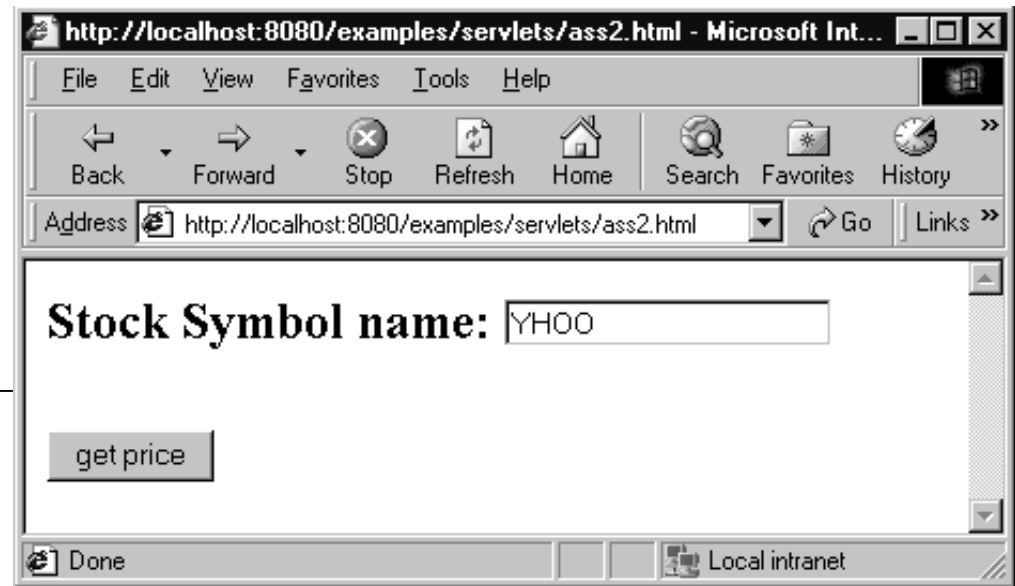 http://localhost:8080/examples/servlets/ass2.html - Microsoft Int...
File Edit View Favorites Tools Help
Back Forward Stop Refresh Home Search Favorites History »
Address http://localhost:8080/examples/servlets/ass2.html Go Links »
Stock Symbol name: YHOO
get price
Done Local intranet